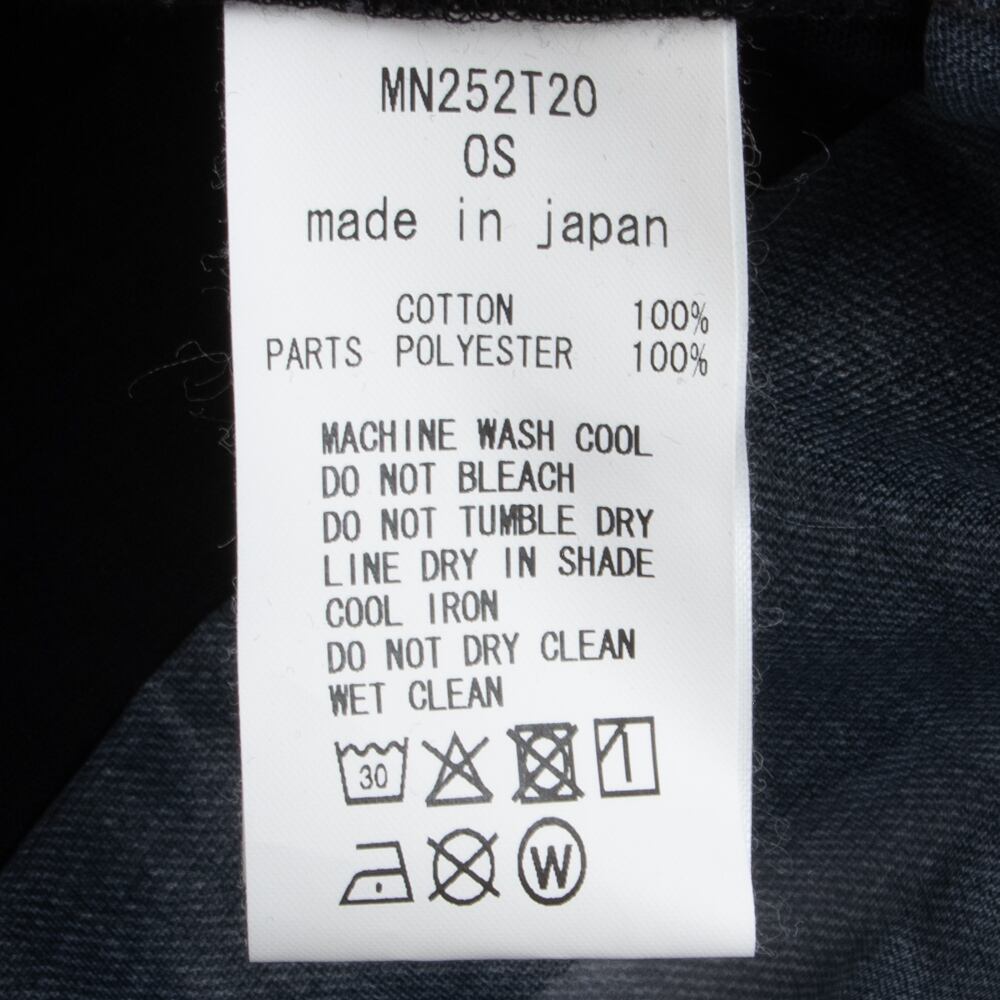 MN252T20
OS
made in japan
COTTON 100%
PARTS POLYESTER 100%
MACHINE WASH COOL
DO NOT BLEACH
DO NOT TUMBLE DRY
LINE DRY IN SHADE
COOL IRON
DO NOT DRY CLEAN
WET CLEAN
30
W